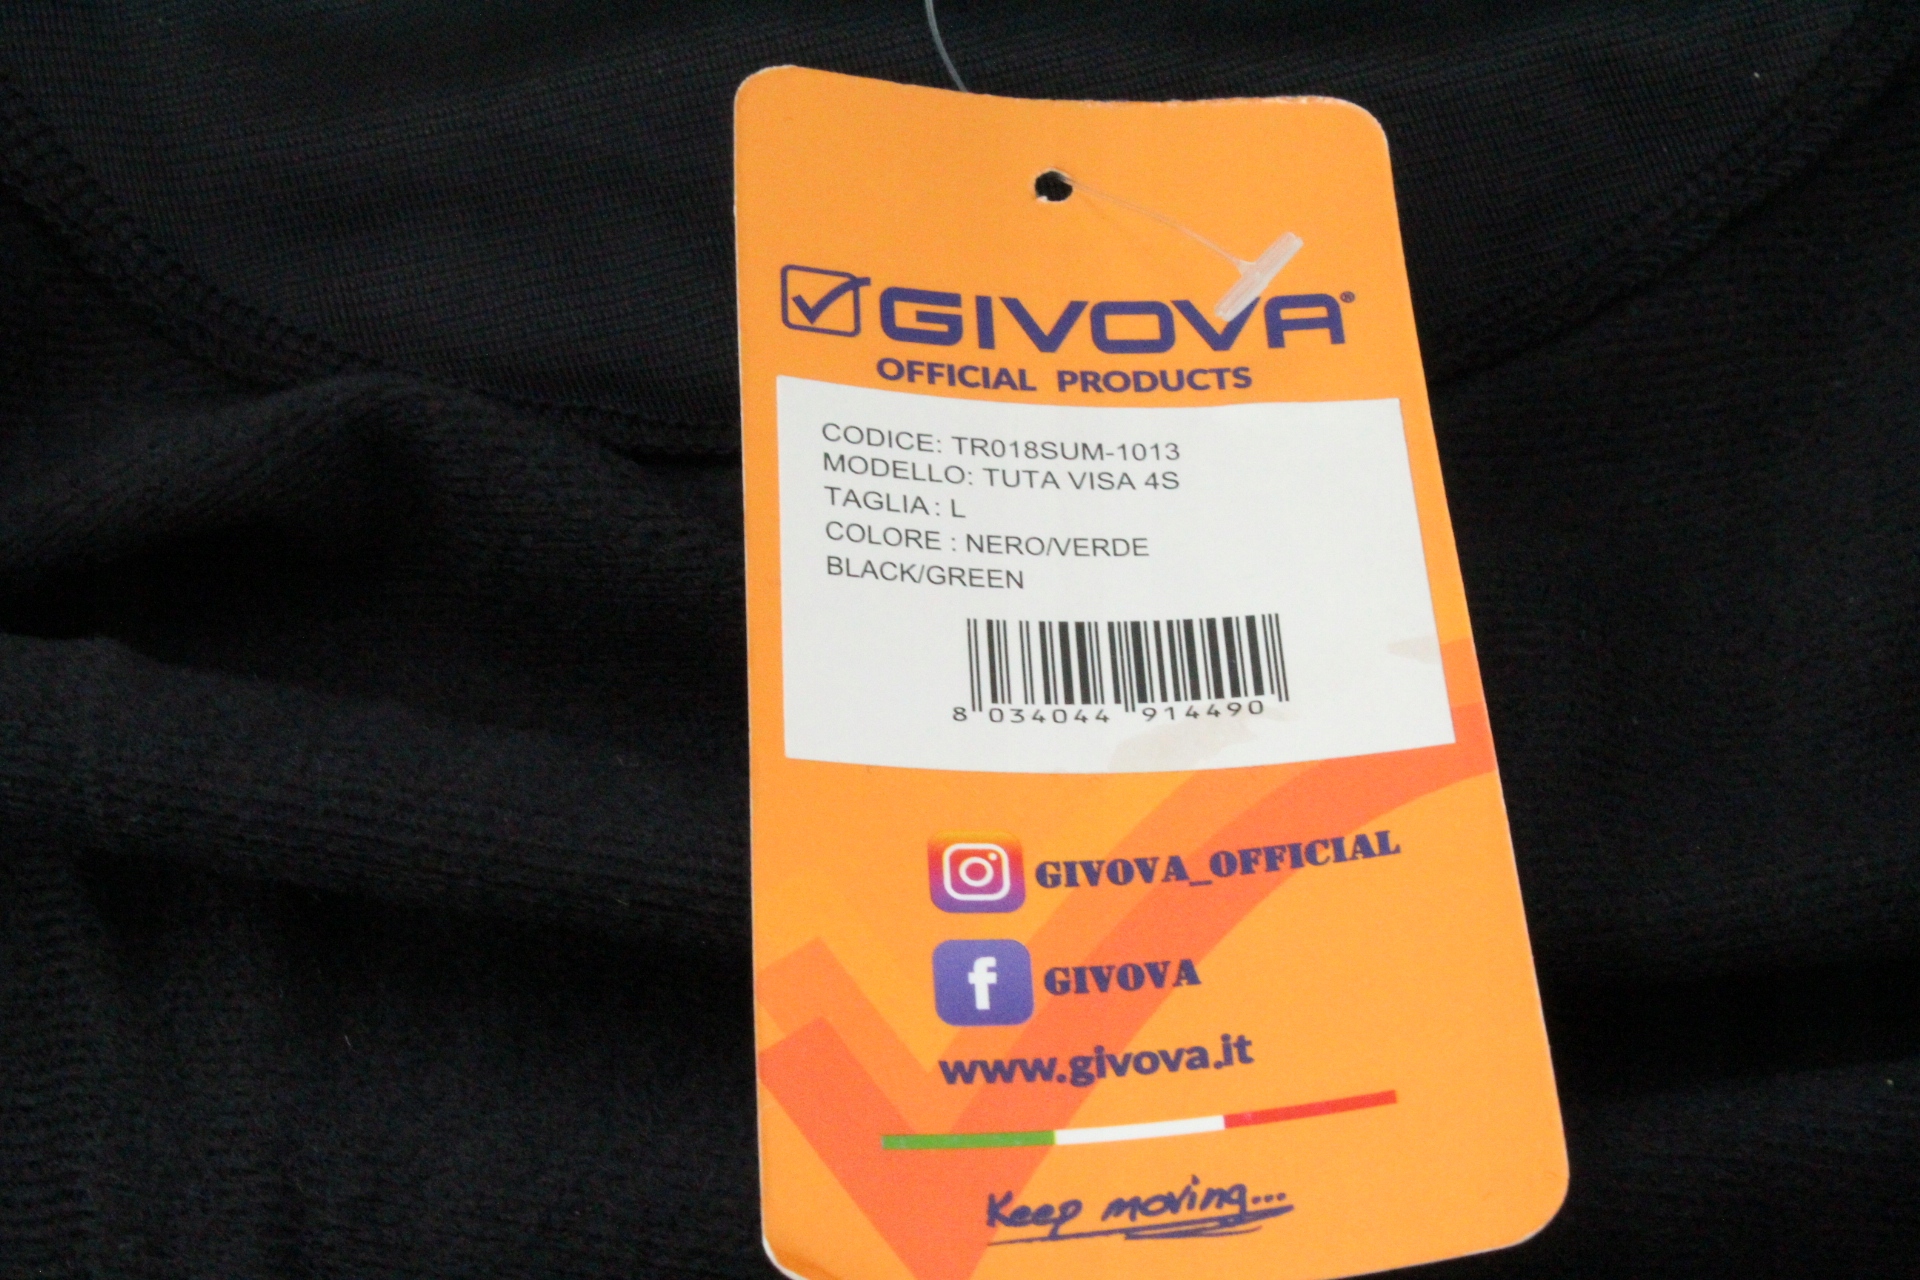 GIVOVA®
OFFICIAL PRODUCTS
CODICE: TR018SUM-1013
MODELLO: TUTA VISA 4S
TAGLIA : L
COLORE : NERO/VERDE
BLACK/GREEN
8 034044 914490
GIVOVA_OFFICIAL
f GIVOVA
www.givova.it
Keep moving...